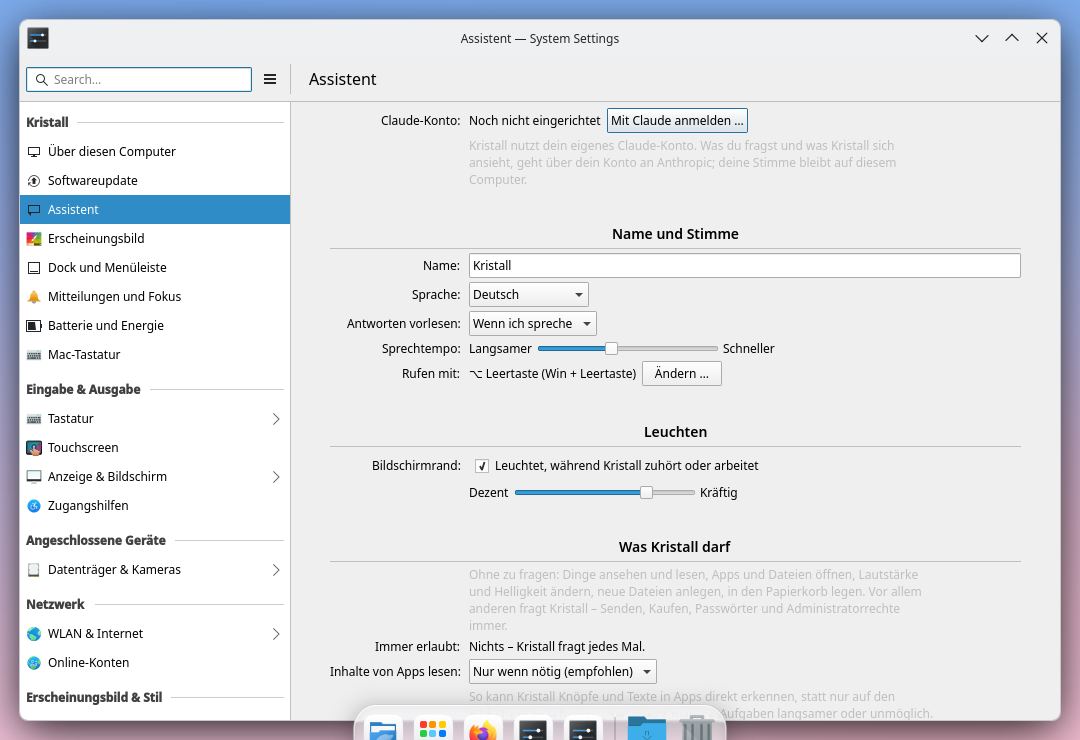 Assistent — System Settings
Search...
Assistent
Kristall
Über diesen Computer
Softwareupdate
Assistent
Erscheinungsbild
Dock und Menüleiste
Mitteilungen und Fokus
Batterie und Energie
Mac-Tastatur
Eingabe & Ausgabe
Tastatur
Touchscreen
Anzeige & Bildschirm
Zugangshilfen
Angeschlossene Geräte
Datenträger & Kameras
Netzwerk
WLAN & Internet
Online-Konten
Erscheinungsbild & Stil
Claude-Konto: Noch nicht eingerichtet Mit Claude anmelden ...
Kristall nutzt dein eigenes Claude-Konto. Was du fragst und was Kristall sich
ansieht, geht über dein Konto an Anthropic; deine Stimme bleibt auf diesem
Computer.
Name und Stimme
Name: Kristall
Sprache: Deutsch
Antworten vorlesen: Wenn ich spreche
Sprechtempo: Langsamer Schneller
Rufen mit: ⌥ Leertaste (Win + Leertaste) Ändern ...
Leuchten
Bildschirmrand: Leuchtet, während Kristall zuhört oder arbeitet
Dezent Kräftig
Was Kristall darf
Ohne zu fragen: Dinge ansehen und lesen, Apps und Dateien öffnen, Lautstärke
und Helligkeit ändern, neue Dateien anlegen, in den Papierkorb legen. Vor allem
anderen fragt Kristall – Senden, Kaufen, Passwörter und Administratorrechte
immer.
Immer erlaubt: Nichts – Kristall fragt jedes Mal.
Inhalte von Apps lesen: Nur wenn nötig (empfohlen)
So kann Kristall Knöpfe und Texte in Apps direkt erkennen, statt nur auf den
Aufgaben langsamer oder unmöglich.